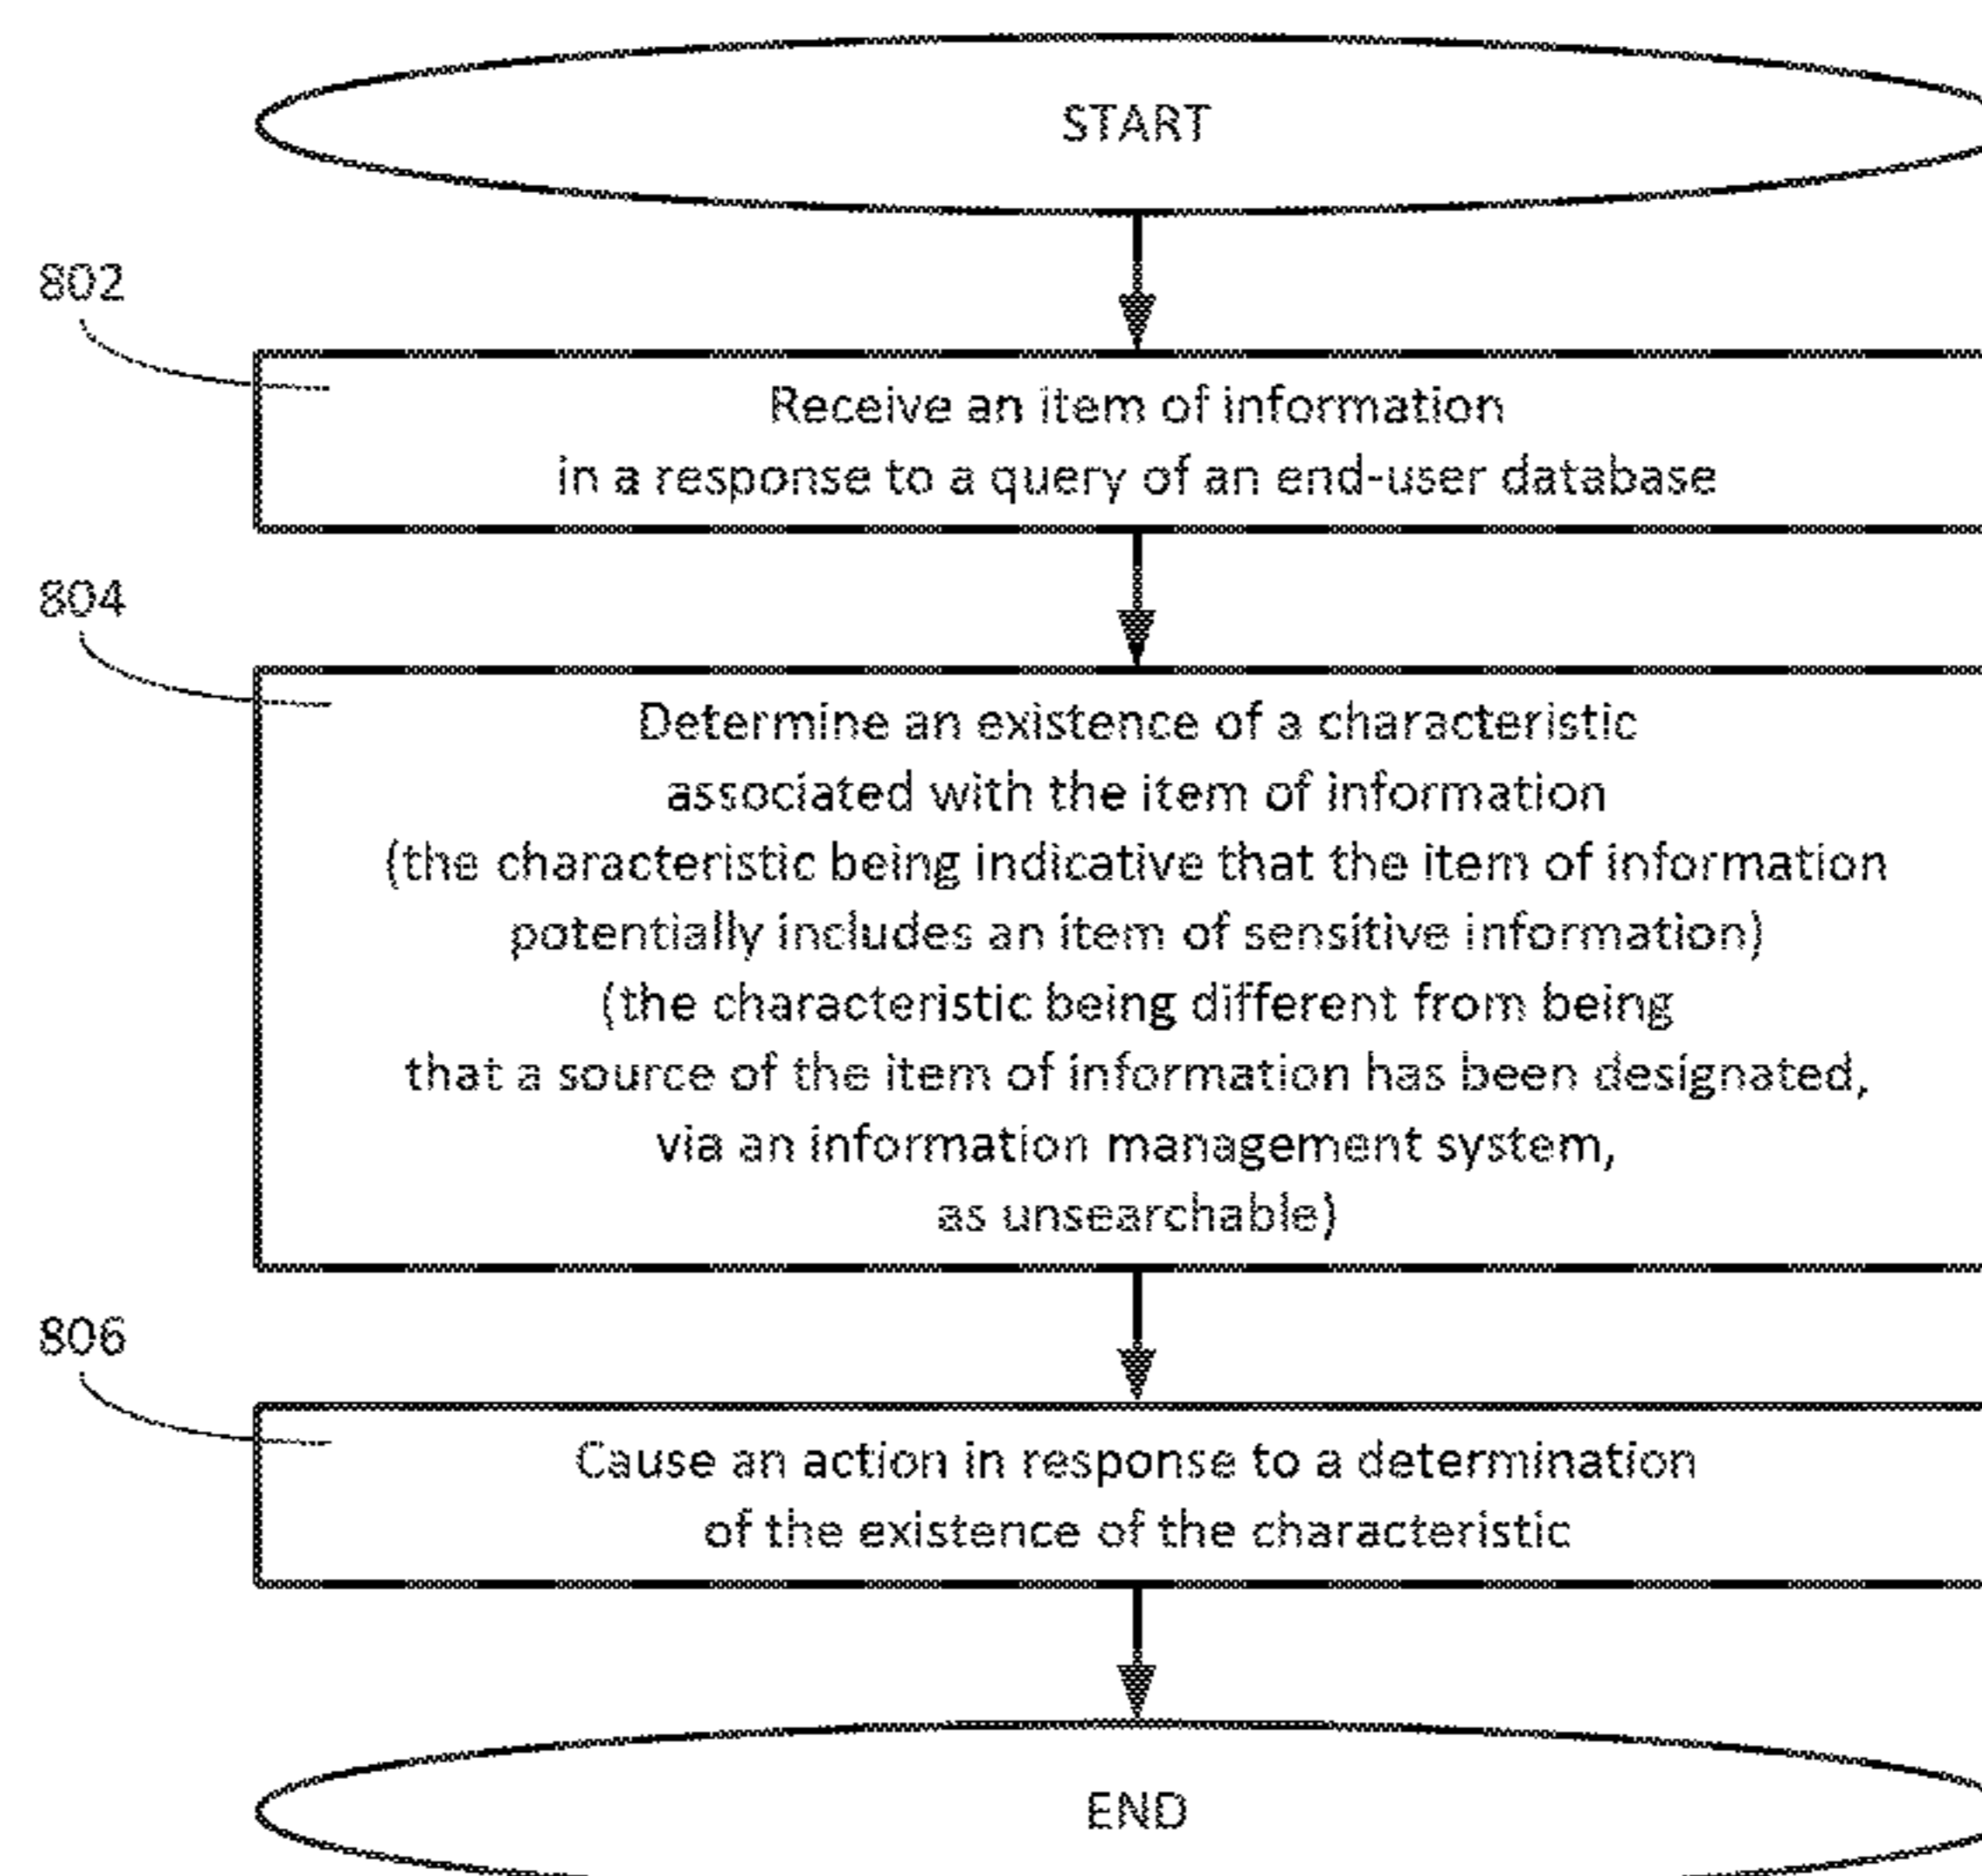 START
802
Receive an item of information
in a response to a query of an end-user database
804
Determine an existence of a characteristic
associated with the item of information
(the characteristic being indicative that the item of information
potentially includes an item of sensitive information)
(the characteristic being different from being
that a source of the item of information has been designated,
via an information management system,
as unsearchable)
806
Cause an action in response to a determination
of the existence of the characteristic
END